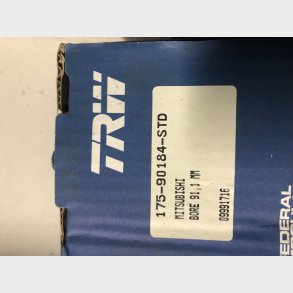 TRW
175-90184-STD
MITSUBISHI
BORE 91,1 MM
09991716
FEDERAL